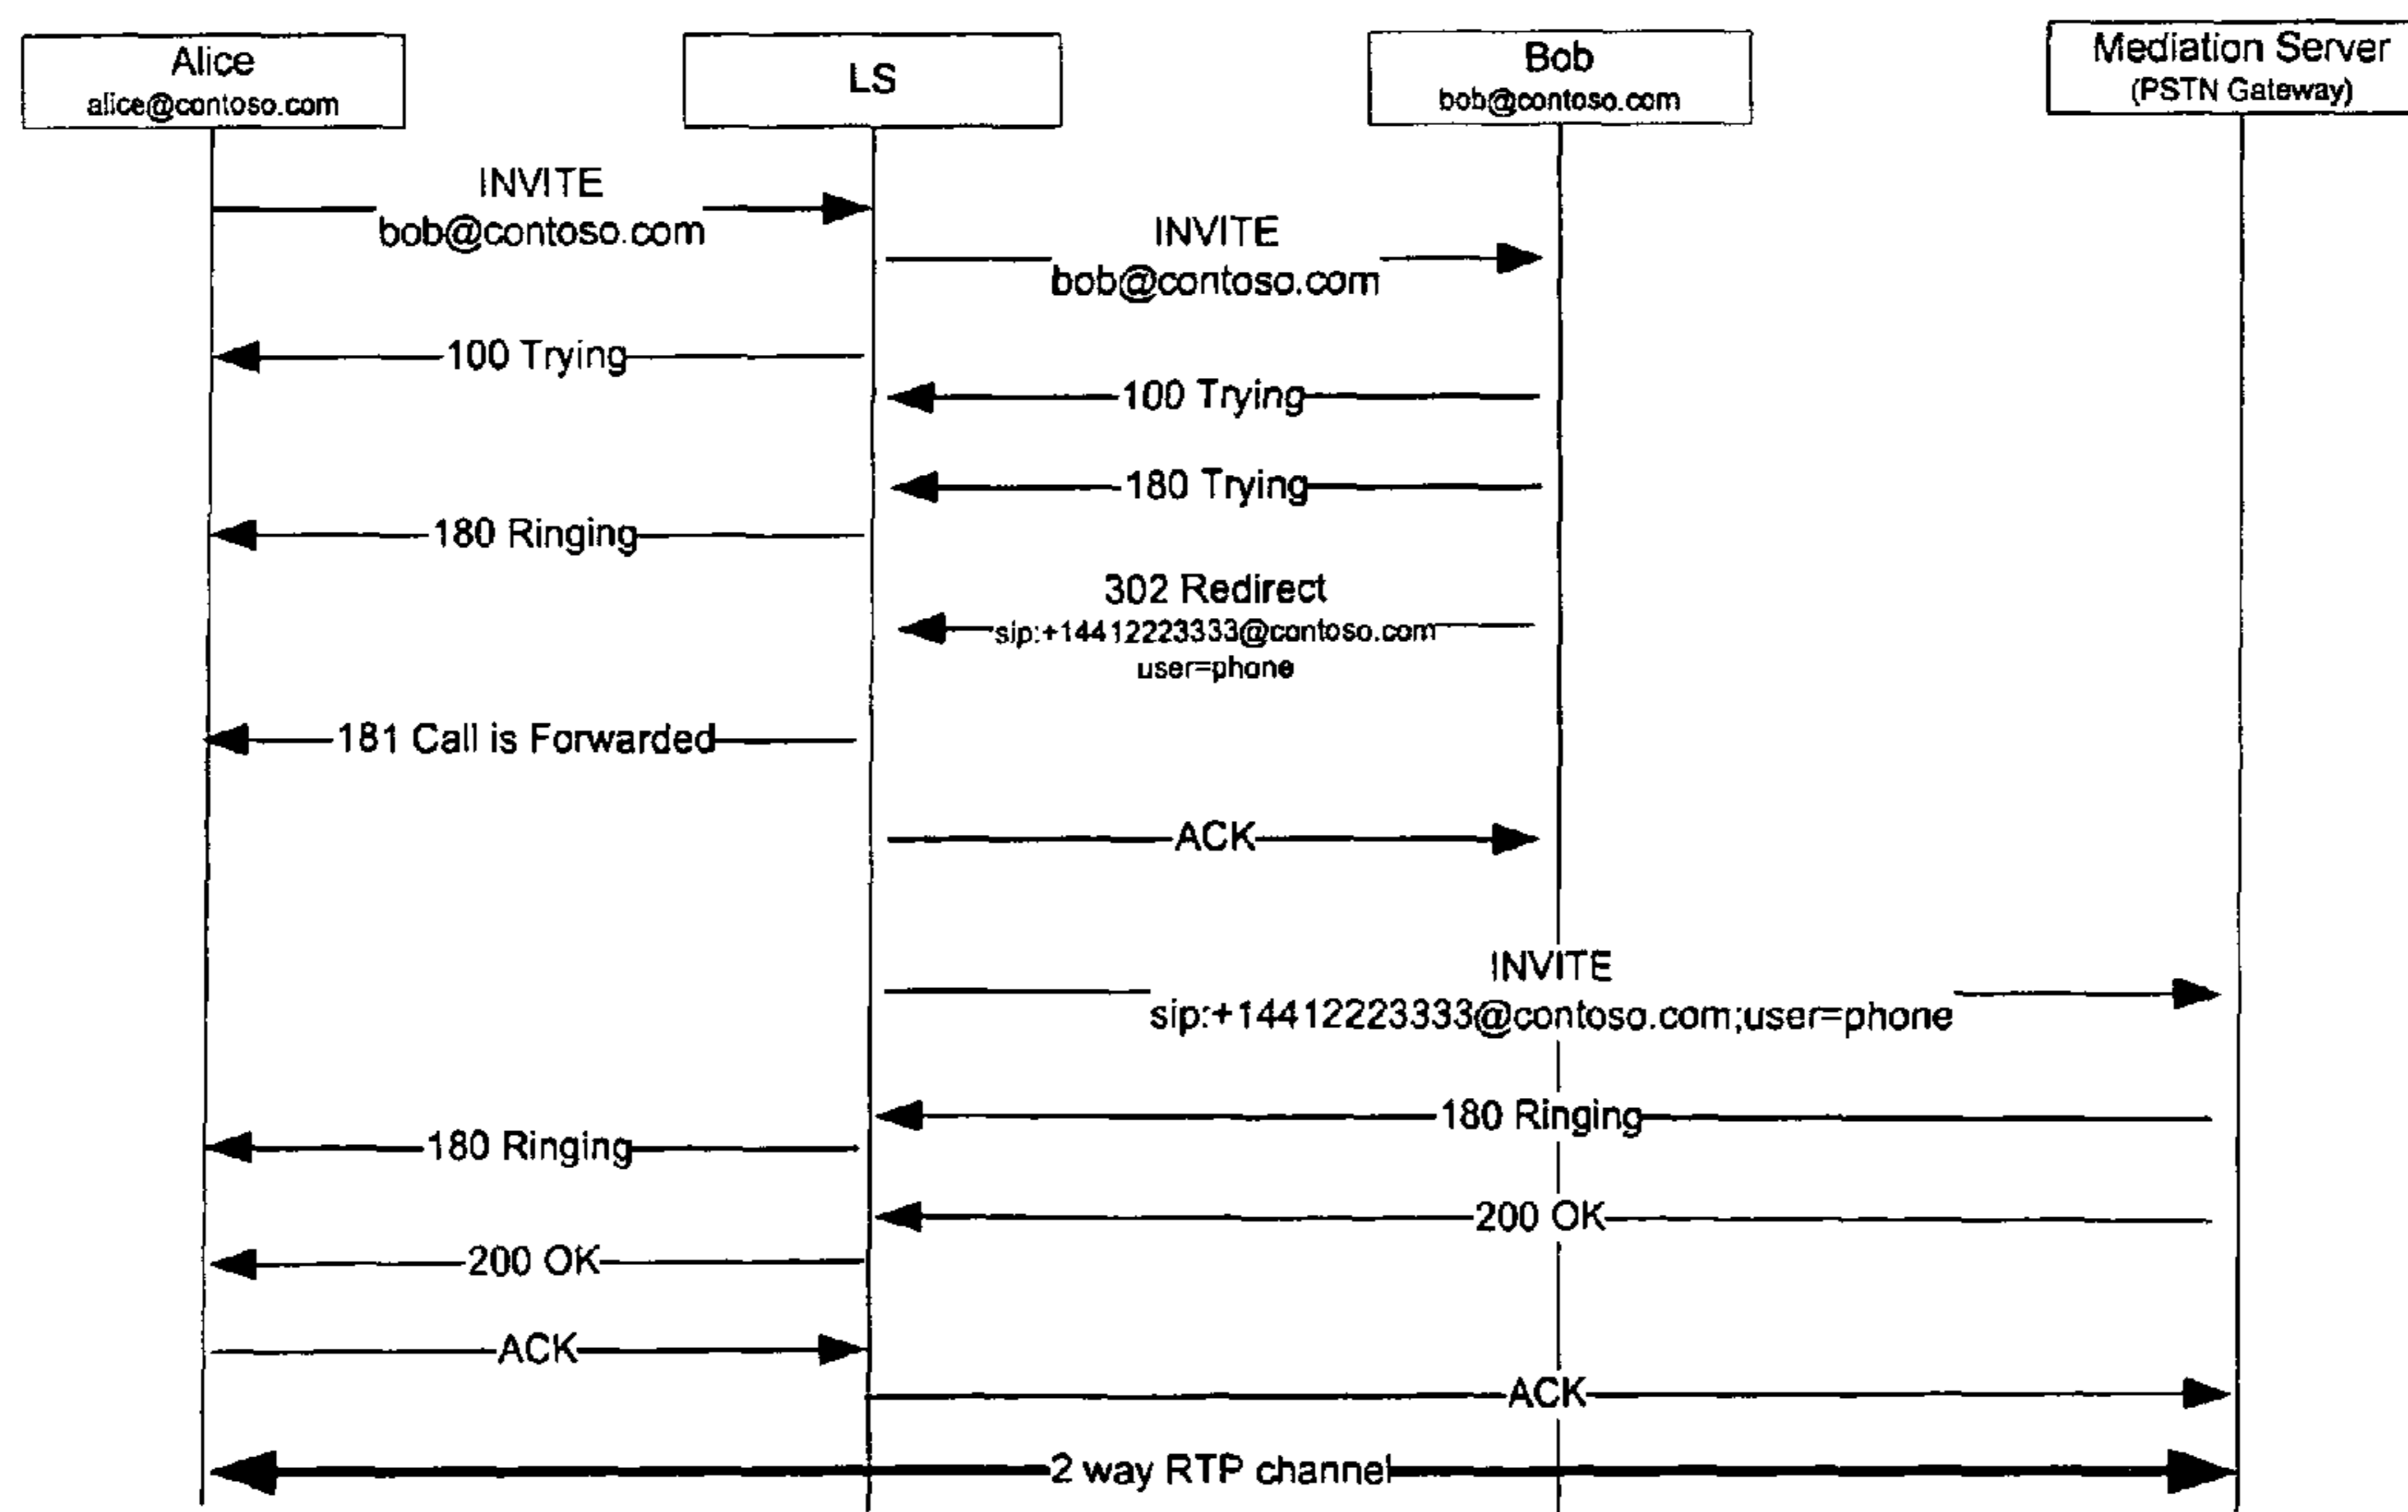 Alice
alice@contoso.com
LS
Bob
bob@contoso.com
Mediation Server
(PSTN Gateway)
INVITE
bob@contoso.com
INVITE
bob@contoso.com
100 Trying
100 Trying
180 Trying
180 Ringing
302 Redirect
sip:+14412223333@contoso.com
user=phone
181 Call is Forwarded
ACK
INVITE
sip:+14412223333@contoso.com;user=phone
180 Ringing
180 Ringing
200 OK
200 OK
ACK
ACK
2 way RTP channel